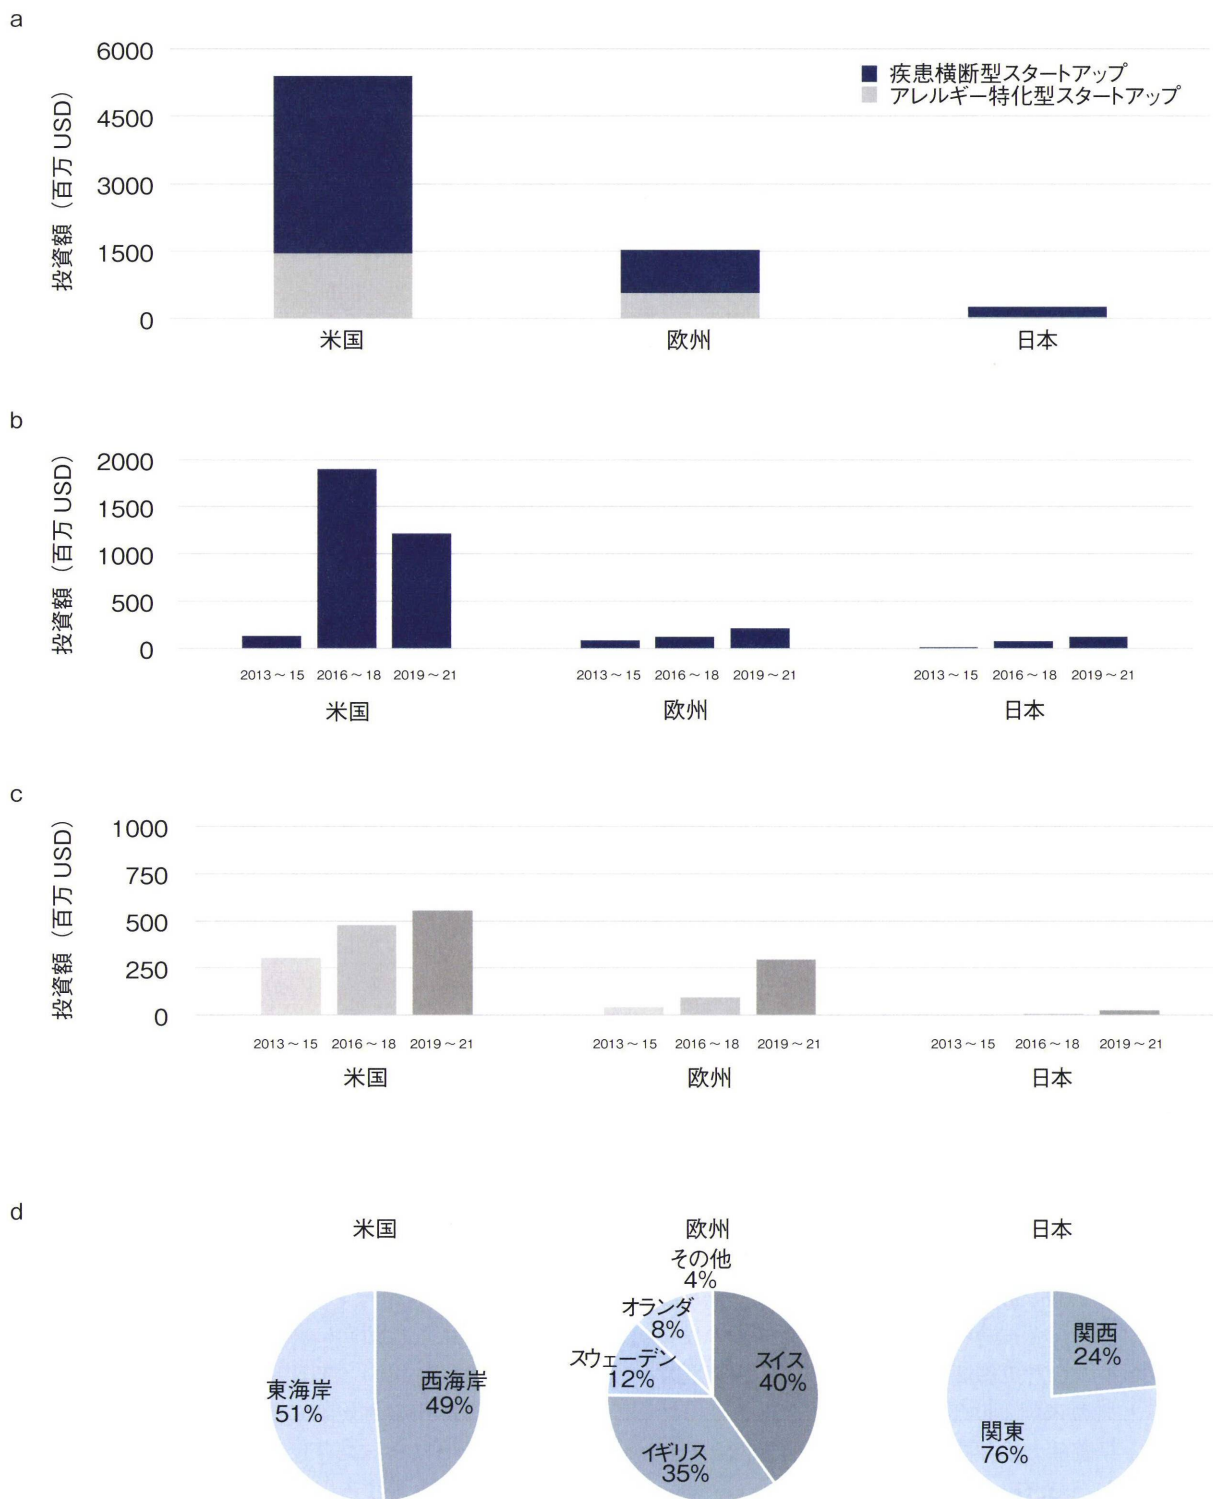 a
投資額（百万 USD）
6000
4500
3000
1500
0
疾患横断型スタートアップ
アレルギー特化型スタートアップ
米国
欧州
日本
b
投資額（百万 USD）
2000
1500
1000
500
0
2013～15
2016～18
2019～21
2013～15
2016～18
2019～21
2013～15
2016～18
2019～21
米国
欧州
日本
c
投資額（百万 USD）
1000
750
500
250
0
2013～15
2016～18
2019～21
2013～15
2016～18
2019～21
2013～15
2016～18
2019～21
米国
欧州
日本
d
米国
東海岸
51%
西海岸
49%
欧州
その他
4%
オランダ
8%
スウェーデン
12%
スイス
40%
イギリス
35%
日本
関西
24%
関東
76%